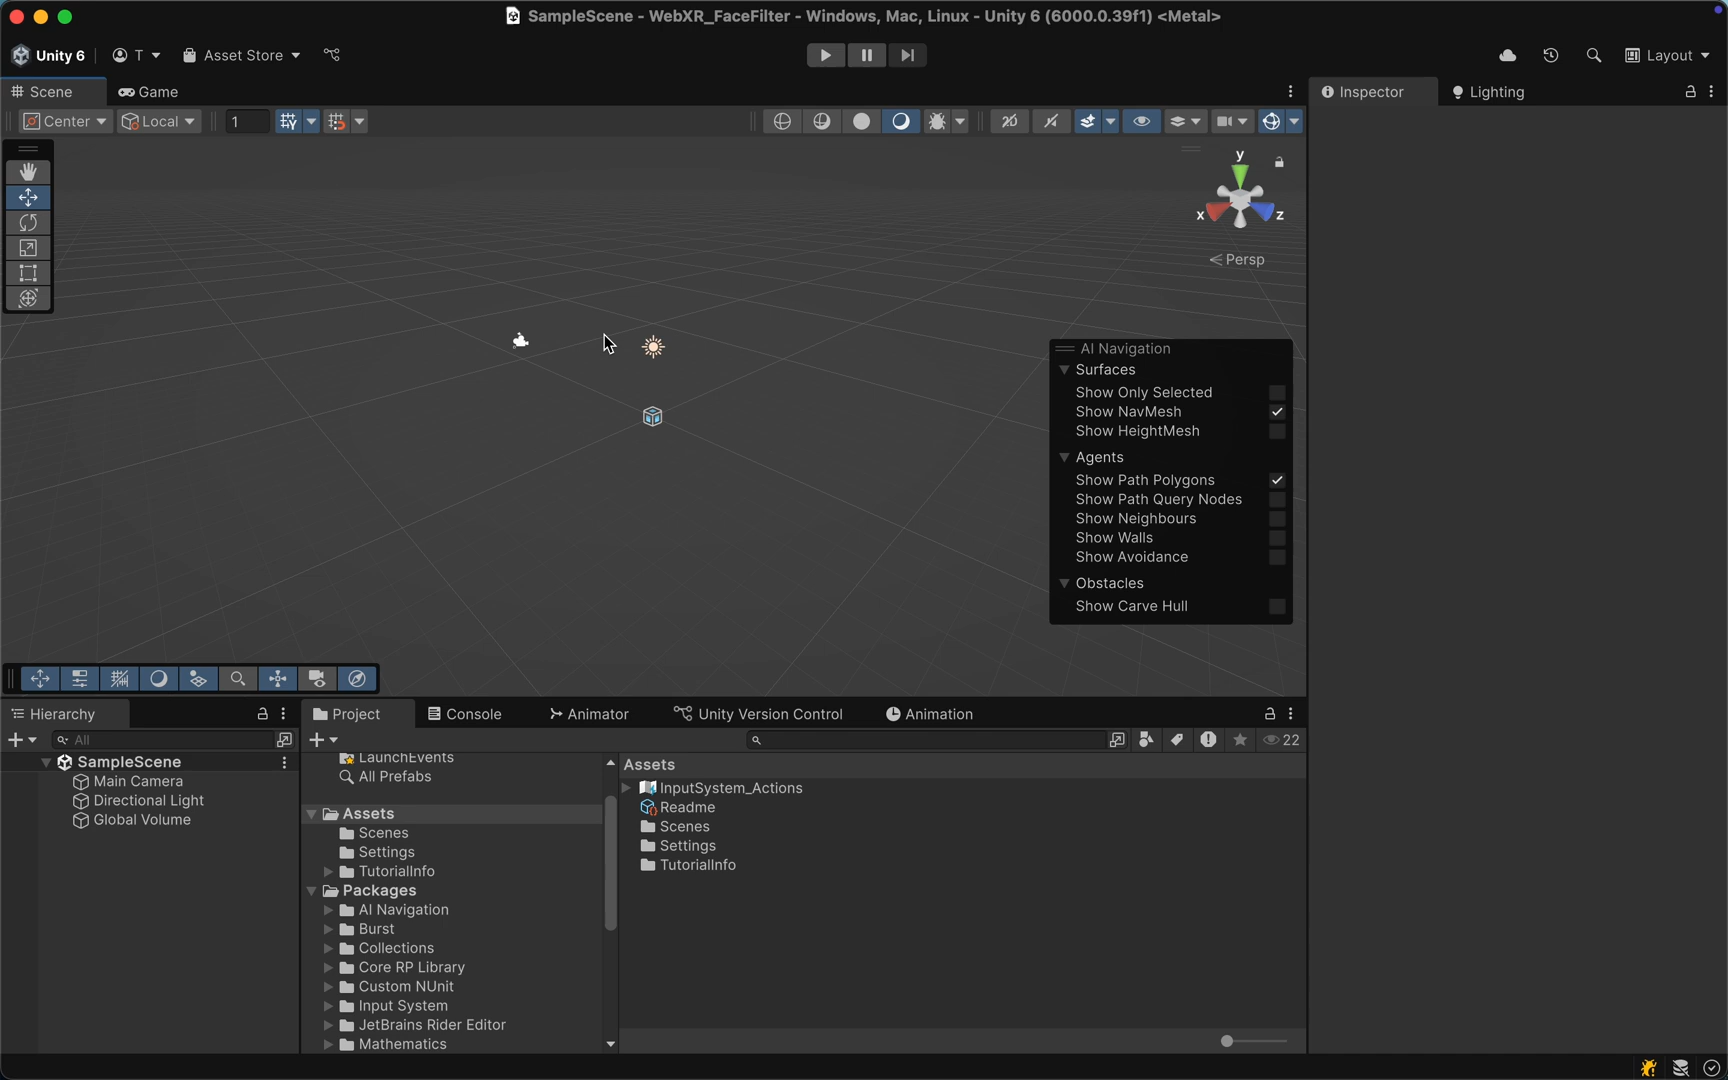 SampleScene - WebXR_FaceFilter - Windows, Mac, Linux - Unity 6 (6000.0.39f1) <Metal>
Unity 6 T Asset Store Layout
Scene Game
Inspector Lighting
Center Local 1 2D
y
x z
Persp
AI Navigation
Surfaces
Show Only Selected
Show NavMesh
Show HeightMesh
Agents
Show Path Polygons
Show Path Query Nodes
Show Neighbours
Show Walls
Show Avoidance
Obstacles
Show Carve Hull
Hierarchy
All
SampleScene
Main Camera
Directional Light
Global Volume
Project Console Animator Unity Version Control Animation
22
LaunchEvents
All Prefabs
Assets
Scenes
Settings
TutorialInfo
Packages
AI Navigation
Burst
Collections
Core RP Library
Custom NUnit
Input System
JetBrains Rider Editor
Mathematics
Assets
InputSystem_Actions
Readme
Scenes
Settings
TutorialInfo